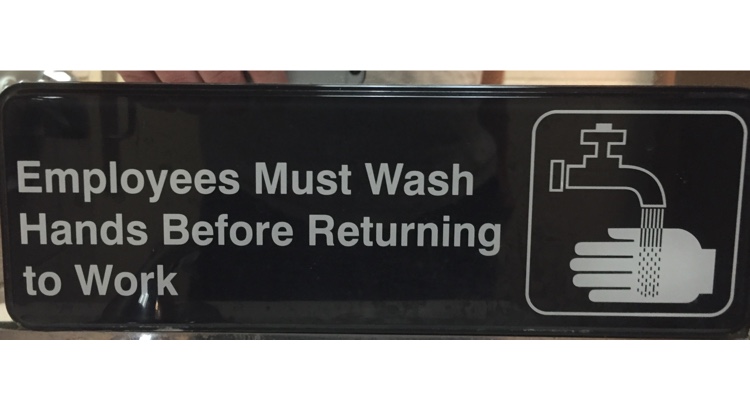 Employees Must Wash
Hands Before Returning
to Work